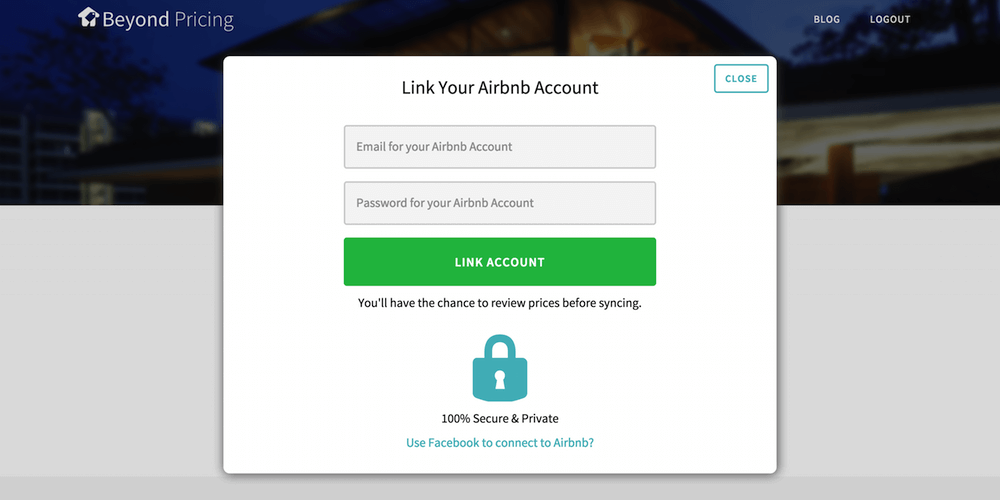 Beyond Pricing
BLOG
LOGOUT
CLOSE
Link Your Airbnb Account
Email for your Airbnb Account
Password for your Airbnb Account
LINK ACCOUNT
You'll have the chance to review prices before syncing.
100% Secure & Private
Use Facebook to connect to Airbnb?